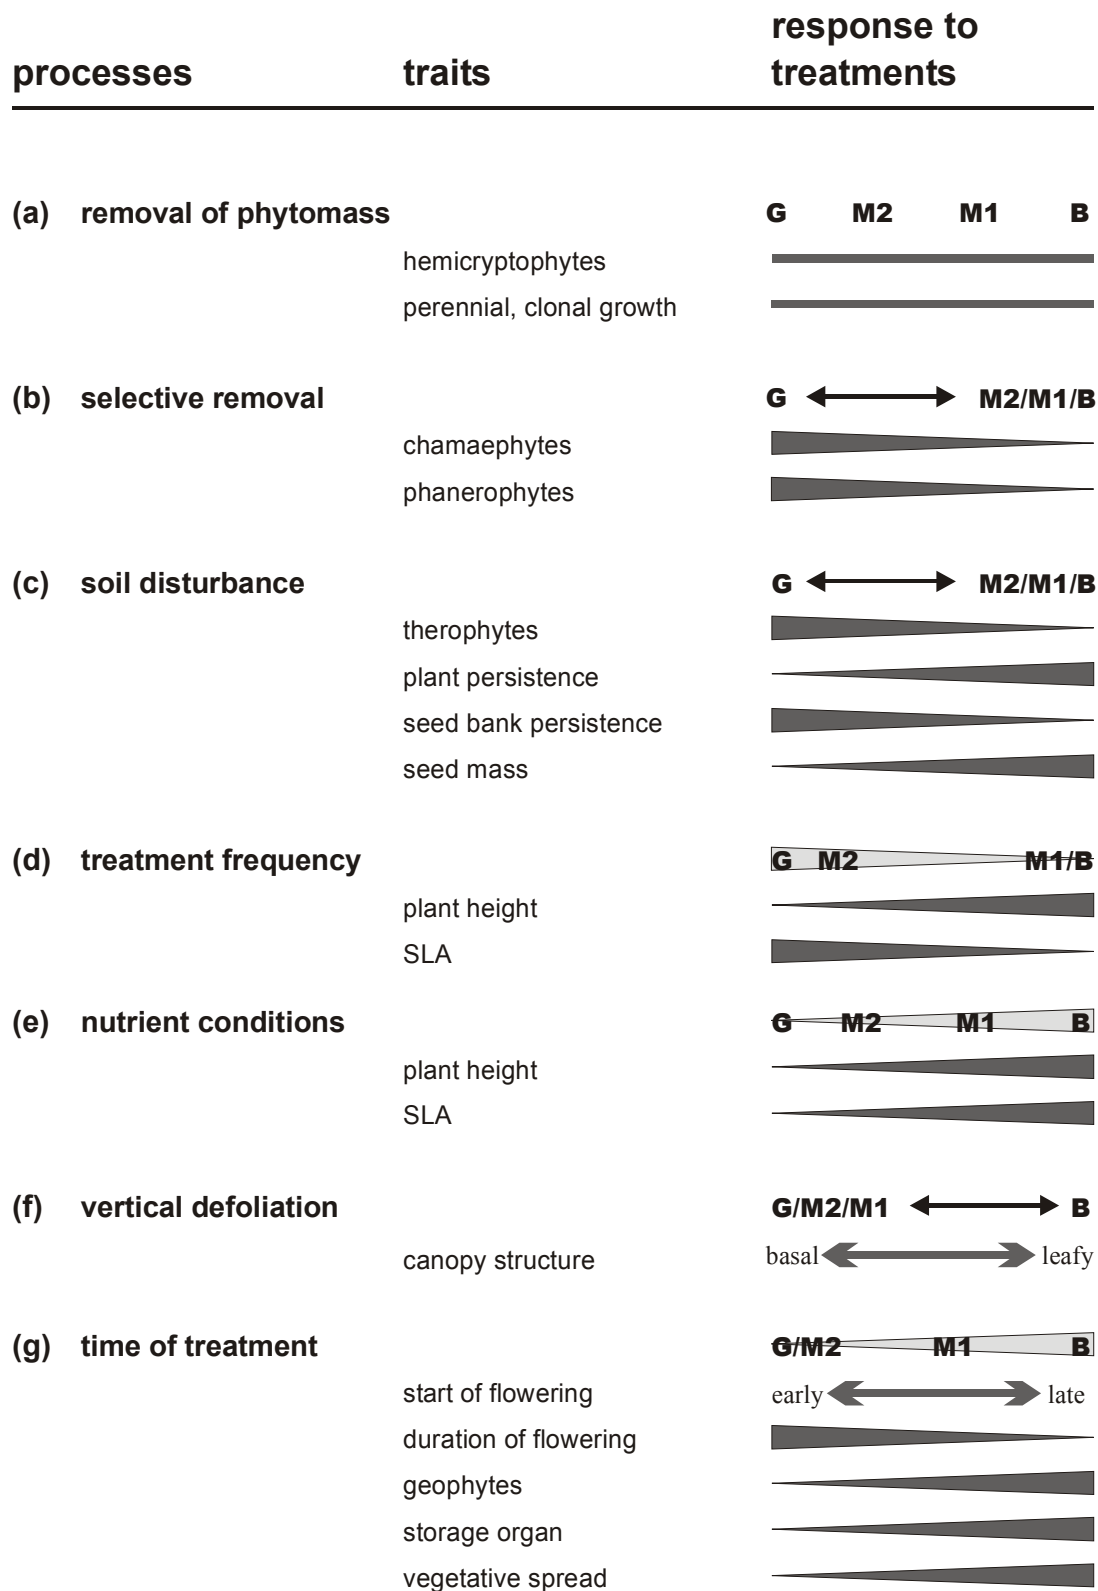 processes traits response to treatments
(a) removal of phytomass G M2 M1 B
hemicryptophytes
perennial, clonal growth
(b) selective removal G M2/M1/B
chamaephytes
phanerophytes
(c) soil disturbance G M2/M1/B
therophytes
plant persistence
seed bank persistence
seed mass
(d) treatment frequency G M2 M1/B
plant height
SLA
(e) nutrient conditions G M2 M1 B
plant height
SLA
(f) vertical defoliation G/M2/M1 B
canopy structure basal leafy
(g) time of treatment G/M2 M1 B
start of flowering early late
duration of flowering
geophytes
storage organ
vegetative spread